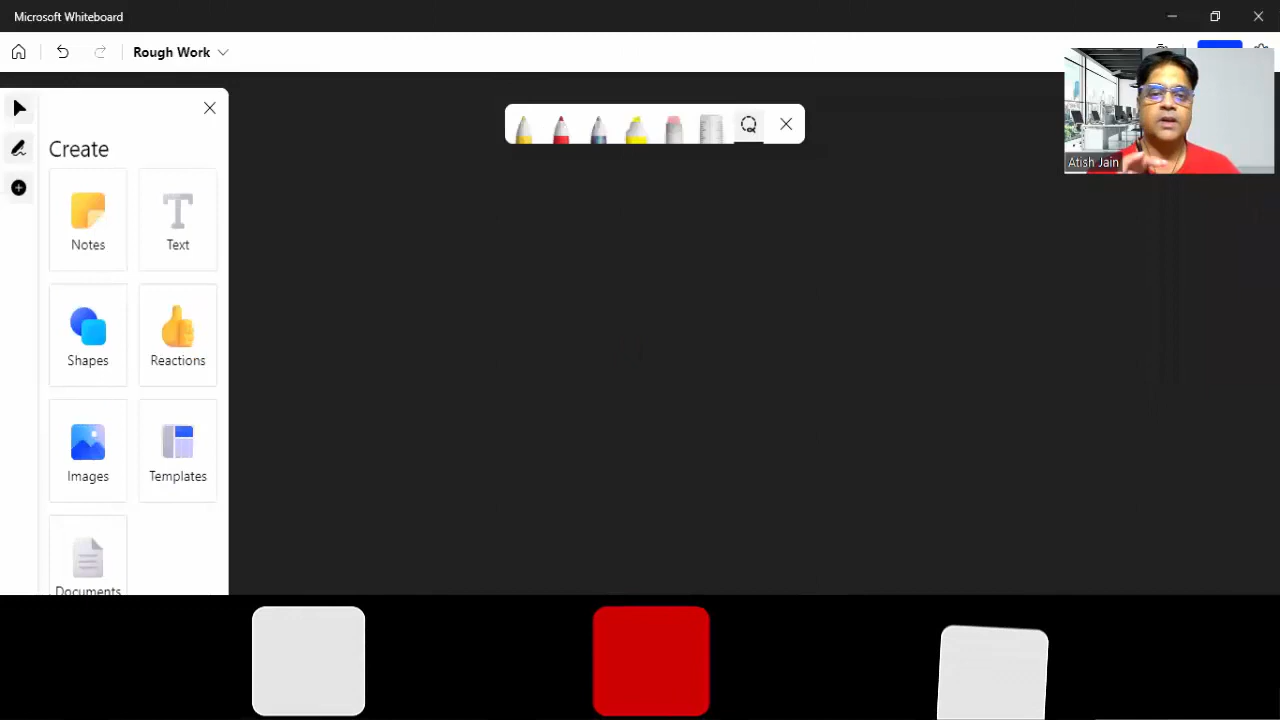 Microsoft Whiteboard
Rough Work
Create
Notes
Text
Shapes
Reactions
Images
Templates
Documents
Atish Jain